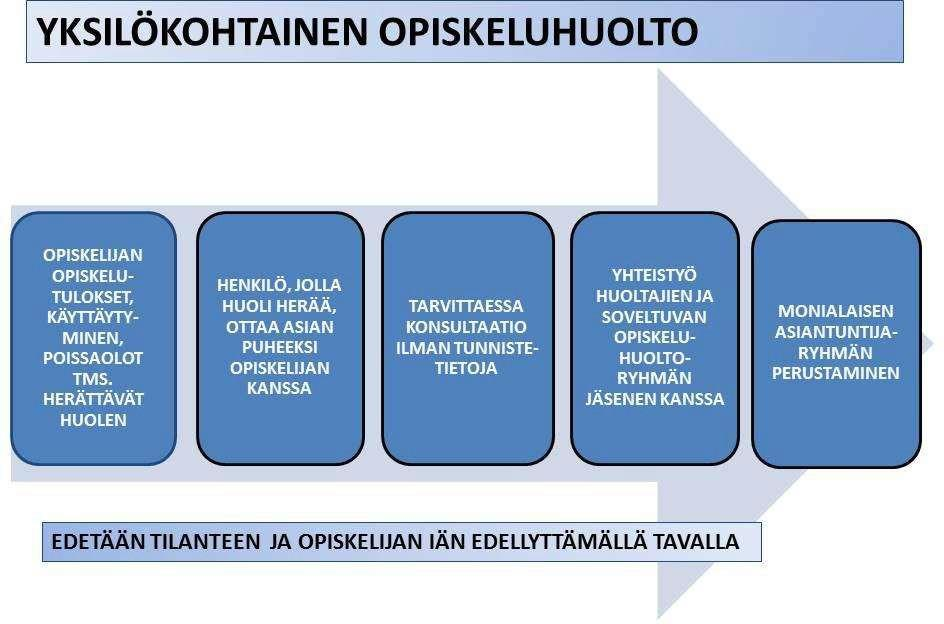 YKSILÖKOHTAINEN OPISKELUHUOLTO
OPISKELIJAN
OPISKELU-
TULOKSET,
KÄYTTÄYTY-
MINEN,
POISSAOLOT
TMS.
HERÄTTÄVÄT
HUOLEN
HENKILÖ, JOLLA
HUOLI HERÄÄ,
OTTAA ASIAN
PUHEEKSI
OPISKELIJAN
KANSSA
TARVITTAESSA
KONSULTAATIO
ILMAN TUNNISTE-
TIETOJA
YHTEISTYÖ
HUOLTAJIEN JA
SOVELTUVAN
OPISKELU-
HUOLTO-
RYHMÄN
JÄSENEN KANSSA
MONIALAISEN
ASIANTUNTIJA-
RYHMÄN
PERUSTAMINEN
EDETÄÄN TILANTEEN JA OPISKELIJAN IÄN EDELLYTTÄMÄLLÄ TAVALLA